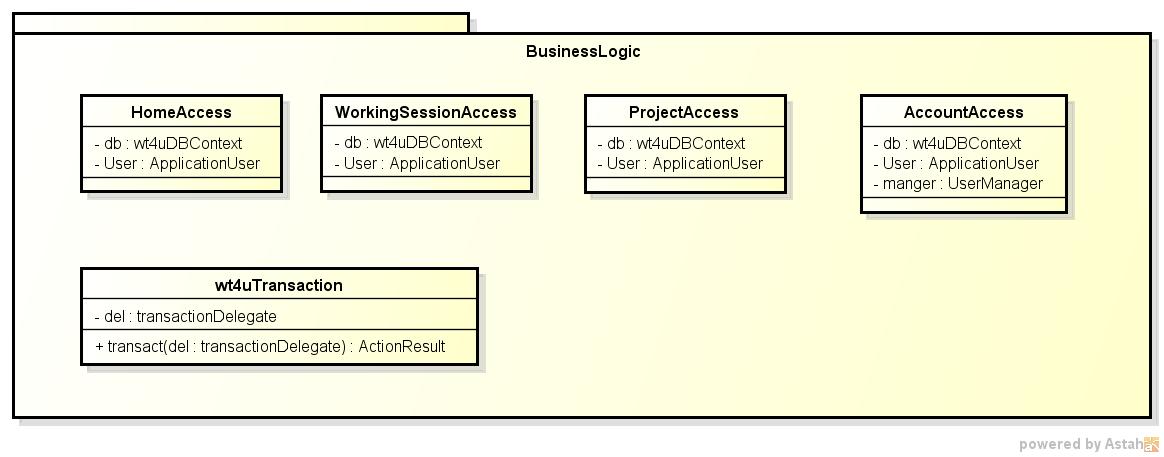 BusinessLogic
HomeAccess
- db : wt4uDBContext
- User : ApplicationUser
WorkingSessionAccess
- db : wt4uDBContext
- User : ApplicationUser
ProjectAccess
- db : wt4uDBContext
- User : ApplicationUser
AccountAccess
- db : wt4uDBContext
- User : ApplicationUser
- manger : UserManager
wt4uTransaction
- del : transactionDelegate
+ transact(del : transactionDelegate) : ActionResult
powered by Astah